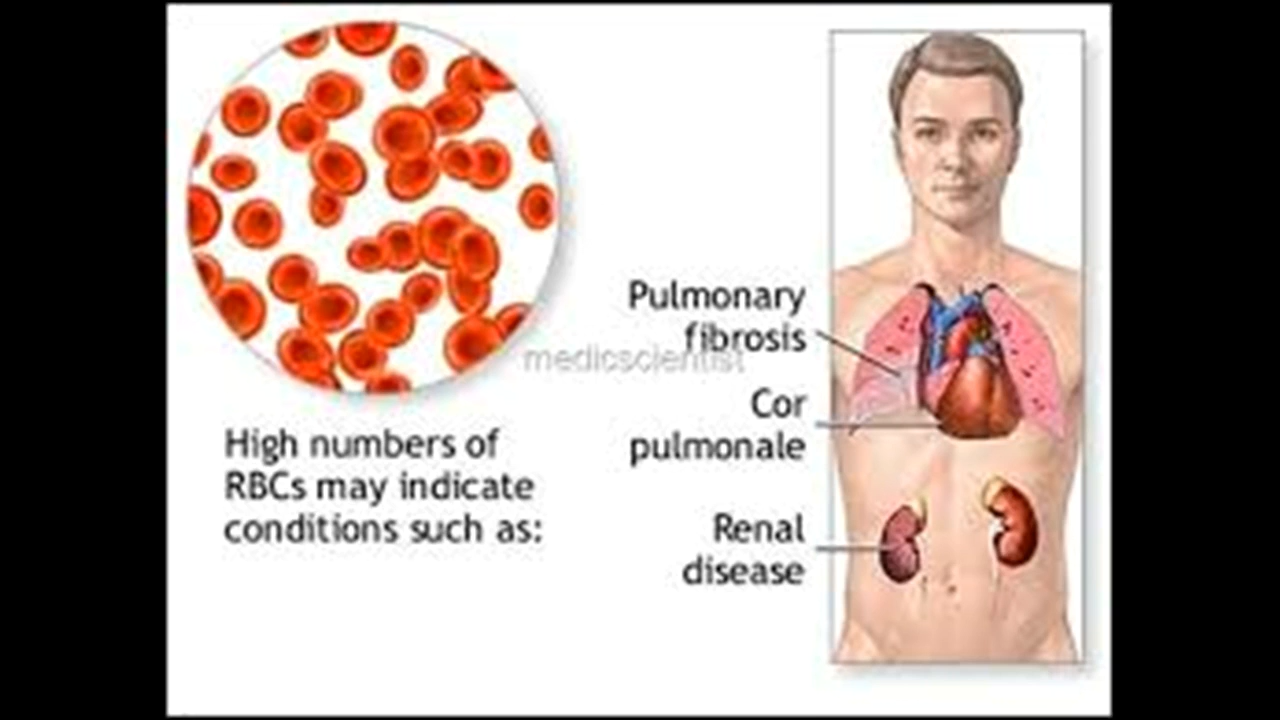 High numbers of
RBCs may indicate
conditions such as:
Pulmonary
fibrosis
medicscientist
Cor
pulmonale
Renal
disease